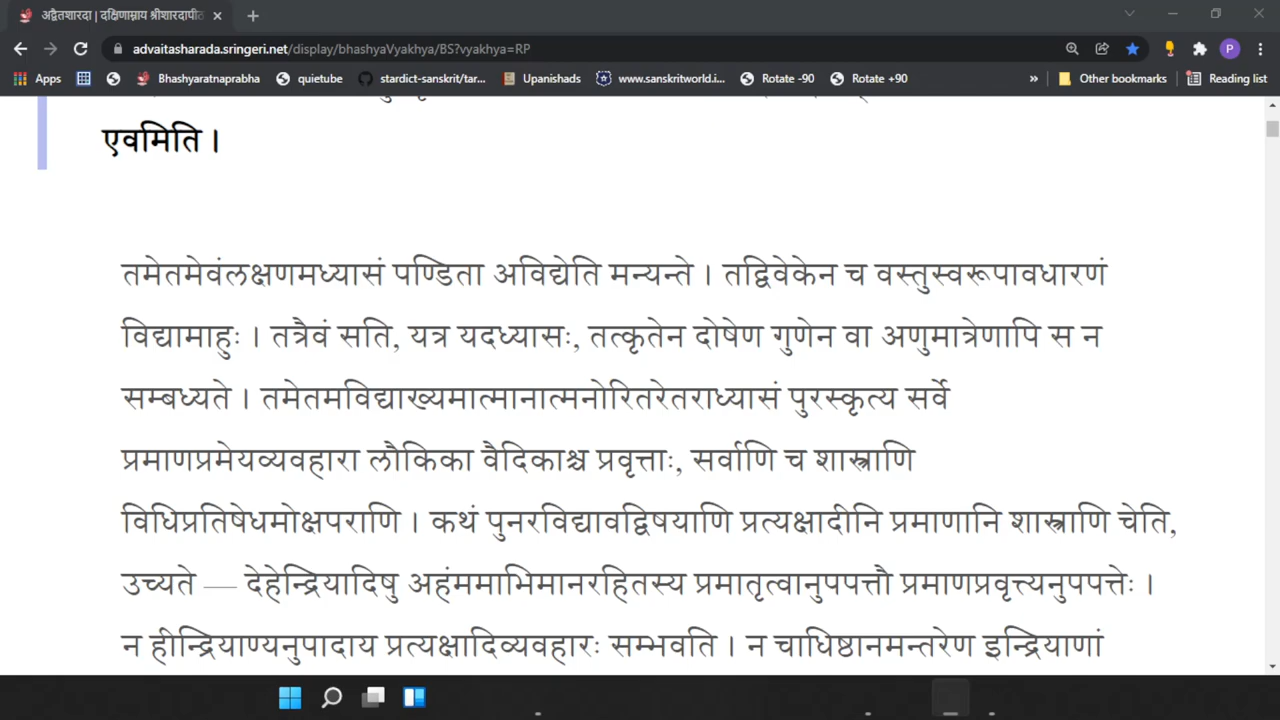 अद्वैतशारदा | दक्षिणाम्नाय श्रीशारदापीठ
advaitasharada.sringeri.net/display/bhashyaVyakhya/BS?vyakhya=RP
P
Apps Bhashyaratnaprabha quietube stardict-sanskrit/tar... Upanishads www.sanskritworld.i... Rotate -90 Rotate +90 » Other bookmarks Reading list
एवमिति ।
तमेतमेवंलक्षणमध्यासं पण्डिता अविद्येति मन्यन्ते । तद्विवेकेन च वस्तुस्वरूपावधारणं
विद्यामाहुः । तत्रैवं सति, यत्र यदध्यासः, तत्कृतेन दोषेण गुणेन वा अणुमात्रेणापि स न
सम्बध्यते । तमेतमविद्याख्यमात्मानात्मनोरितरेतराध्यासं पुरस्कृत्य सर्वे
प्रमाणप्रमेयव्यवहारा लौकिका वैदिकाश्च प्रवृत्ताः, सर्वाणि च शास्त्राणि
विधिप्रतिषेधमोक्षपराणि । कथं पुनरविद्यावद्विषयाणि प्रत्यक्षादीनि प्रमाणानि शास्त्राणि चेति,
उच्यते — देहेन्द्रियादिषु अहंममाभिमानरहितस्य प्रमातृत्वानुपपत्तौ प्रमाणप्रवृत्त्यनुपपत्तेः ।
न हीन्द्रियाण्यनुपादाय प्रत्यक्षादिव्यवहारः सम्भवति । न चाधिष्ठानमन्तरेण इन्द्रियाणां